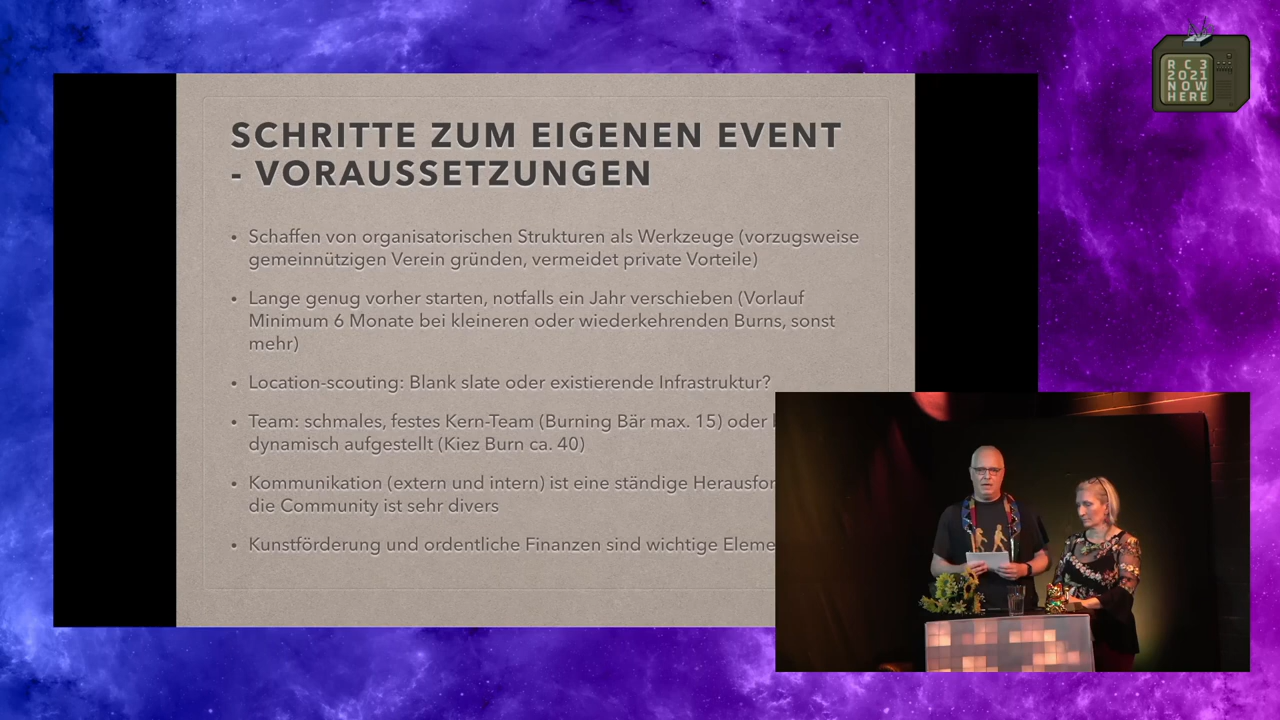 SCHRITTE ZUM EIGENEN EVENT
- VORAUSSETZUNGEN
• Schaffen von organisatorischen Strukturen als Werkzeuge (vorzugsweise
gemeinnützigen Verein gründen, vermeidet private Vorteile)
• Lange genug vorher starten, notfalls ein Jahr verschieben (Vorlauf
Minimum 6 Monate bei kleineren oder wiederkehrenden Burns, sonst
mehr)
• Location-scouting: Blank slate oder existierende Infrastruktur?
• Team: schmales, festes Kern-Team (Burning Bär max. 15) oder
dynamisch aufgestellt (Kiez Burn ca. 40)
• Kommunikation (extern und intern) ist eine ständige
die Community ist sehr divers
• Kunstförderung und ordentliche Finanzen sind wichtige
RC3
2021
NOW
HERE